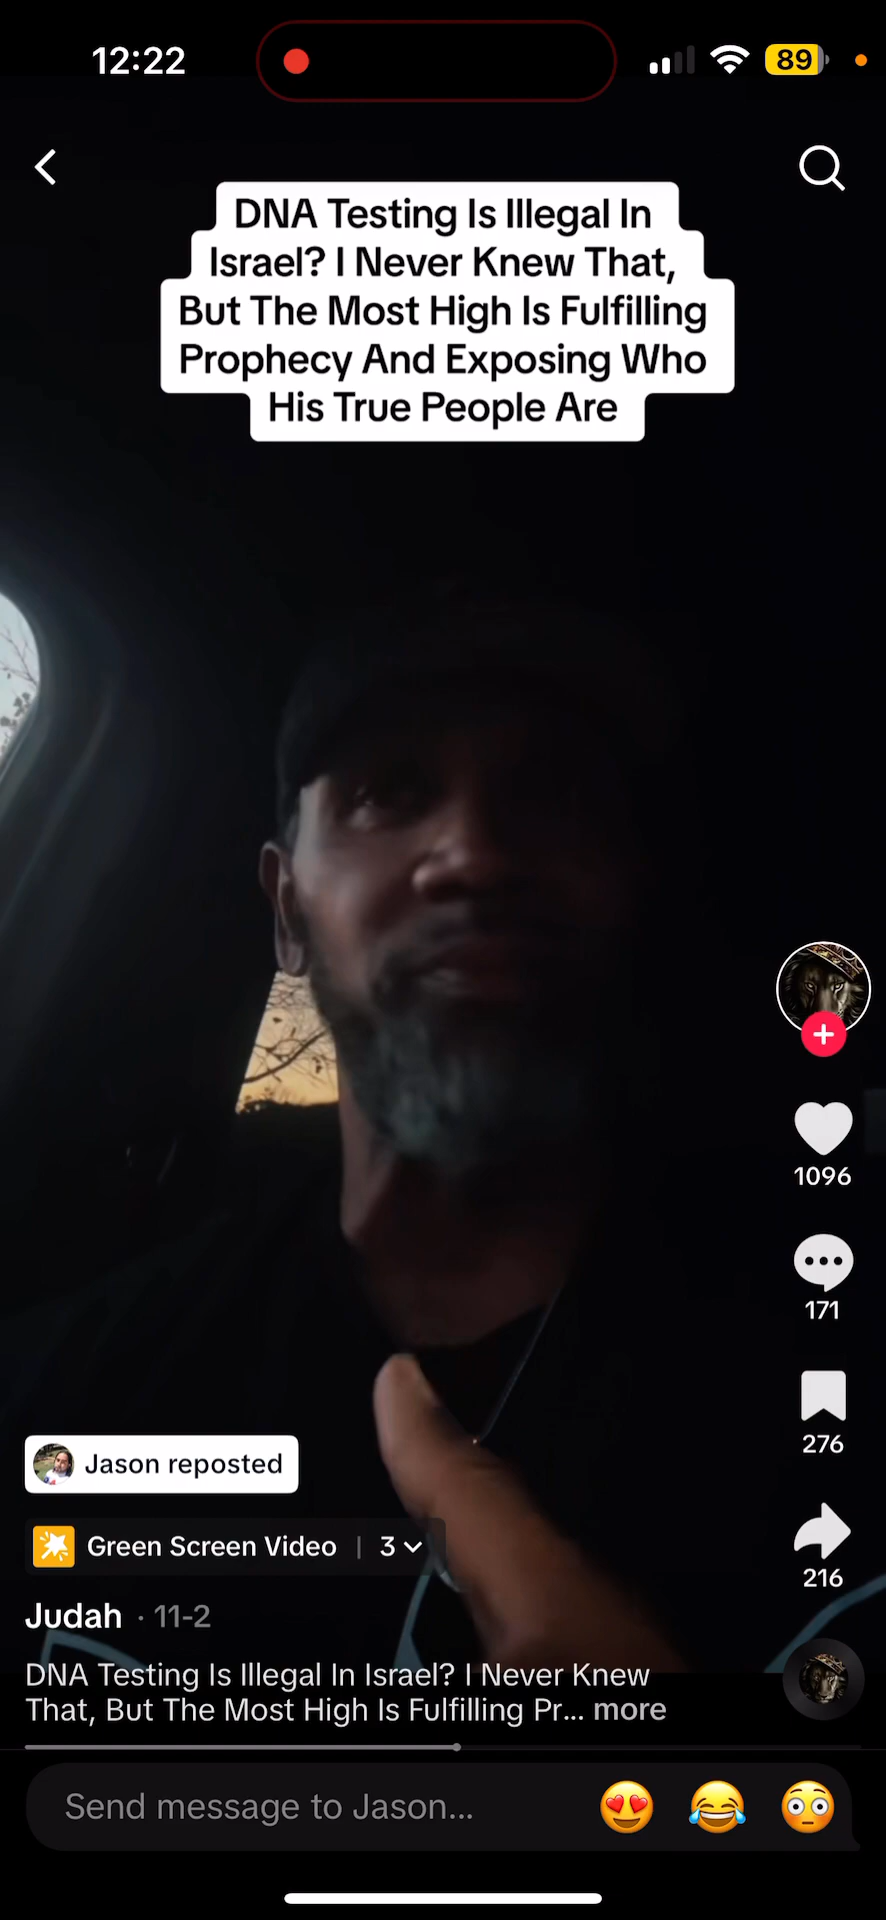 12:22
89
DNA Testing Is Illegal In
Israel? I Never Knew That,
But The Most High Is Fulfilling
Prophecy And Exposing Who
His True People Are
1096
171
276
216
Jason reposted
Green Screen Video | 3
Judah · 11-2
DNA Testing Is Illegal In Israel? I Never Knew
That, But The Most High Is Fulfilling Pr... more
Send message to Jason...